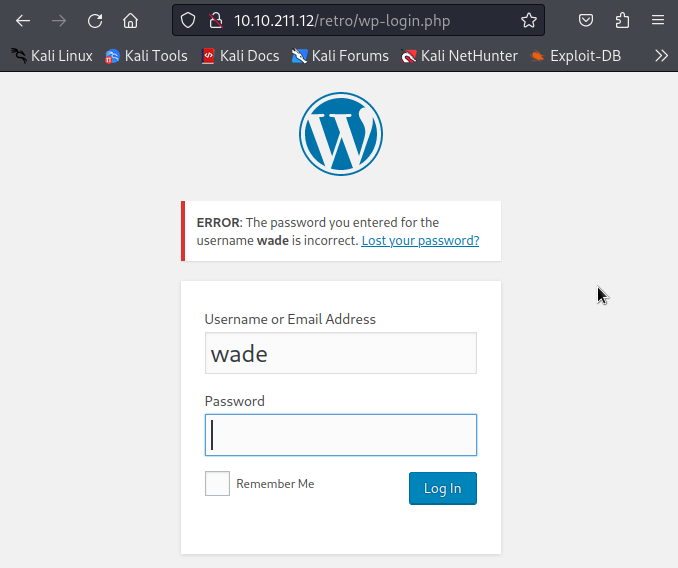 10.10.211.12/retro/wp-login.php
Kali Linux Kali Tools Kali Docs Kali Forums Kali NetHunter Exploit-DB
ERROR: The password you entered for the
username wade is incorrect. Lost your password?
Username or Email Address
wade
Password
Remember Me
Log In